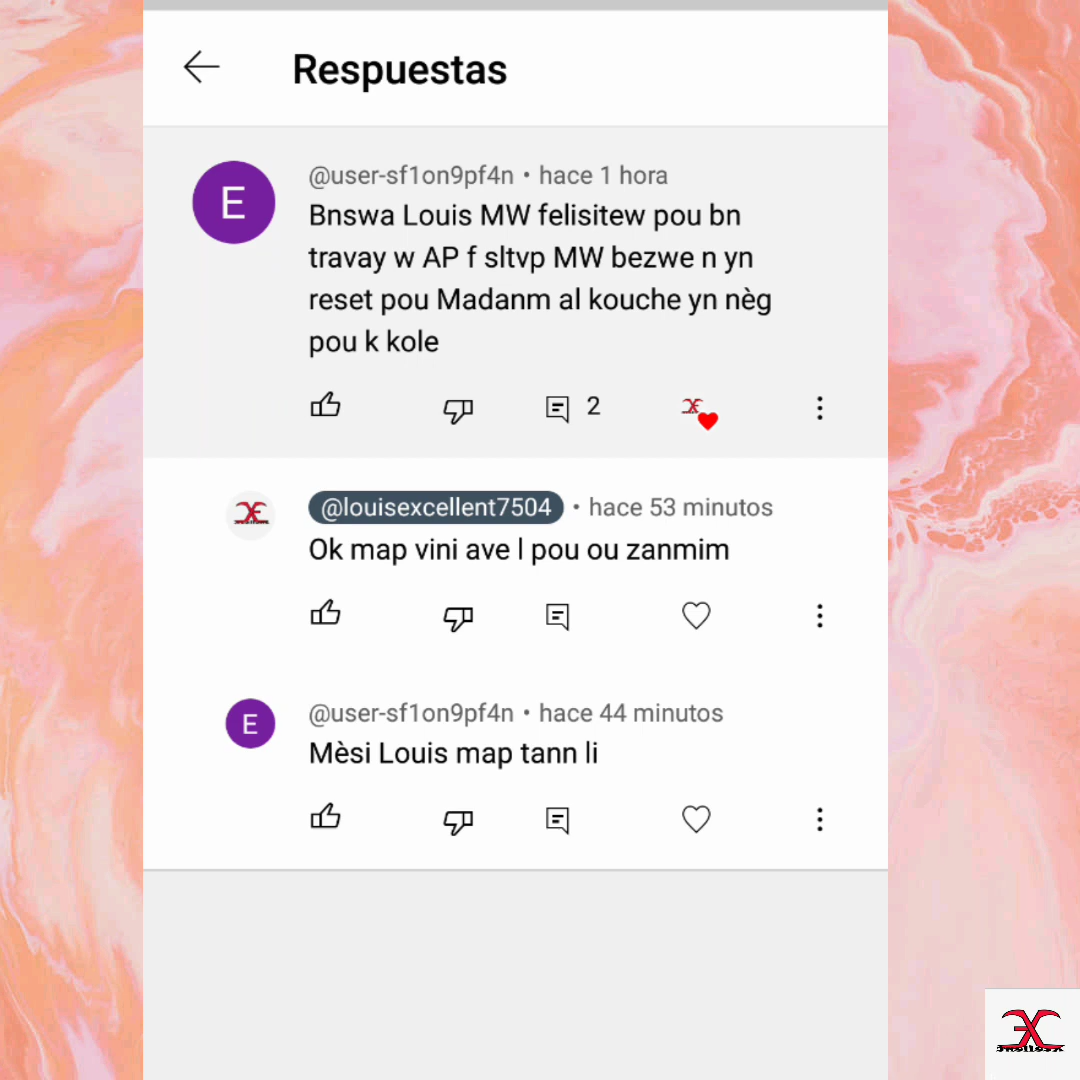 Respuestas
@user-sf1on9pf4n • hace 1 hora
Bnswa Louis MW felisitew pou bn
travay w AP f sltvp MW bezwe n yn
reset pou Madanm al kouche yn nèg
pou k kole
2
@louisexcellent7504 • hace 53 minutos
Ok map vini ave l pou ou zanmim
E
@user-sf1on9pf4n • hace 44 minutos
Mèsi Louis map tann li
E